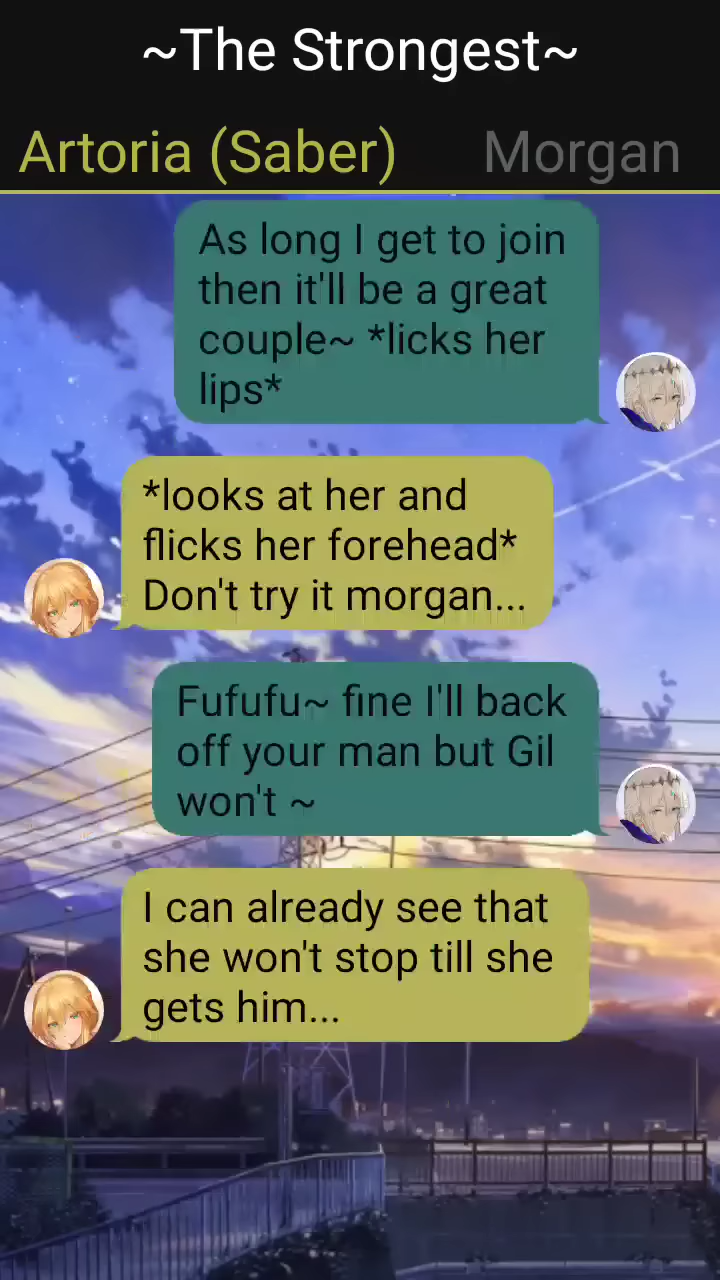 ~The Strongest~
Artoria (Saber) Morgan
As long I get to join
then it'll be a great
couple~ *licks her
lips*
*looks at her and
flicks her forehead*
Don't try it morgan...
Fufufu~ fine I'll back
off your man but Gil
won't ~
I can already see that
she won't stop till she
gets him...